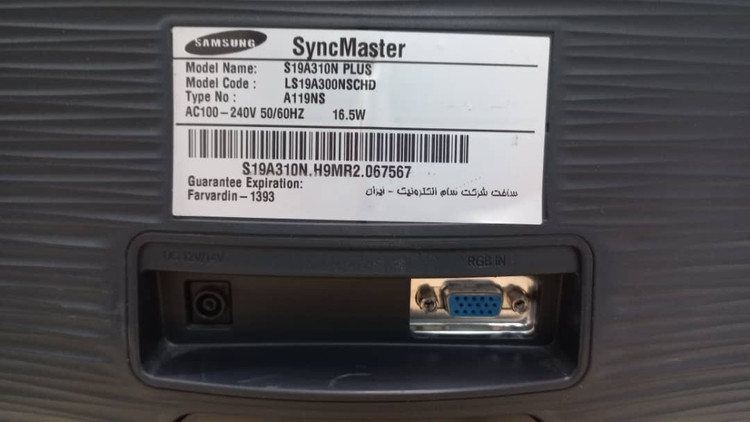 SAMSUNG SyncMaster
Model Name: S19A310N PLUS
Model Code : LS19A300NSCHD
Type No : A119NS
AC100-240V 50/60HZ 16.5W
S19A310N.H9MR2.067567
Guarantee Expiration:
Farvardin-1393
ساخت شرکت سام الکترونیک - ایران
RGB IN